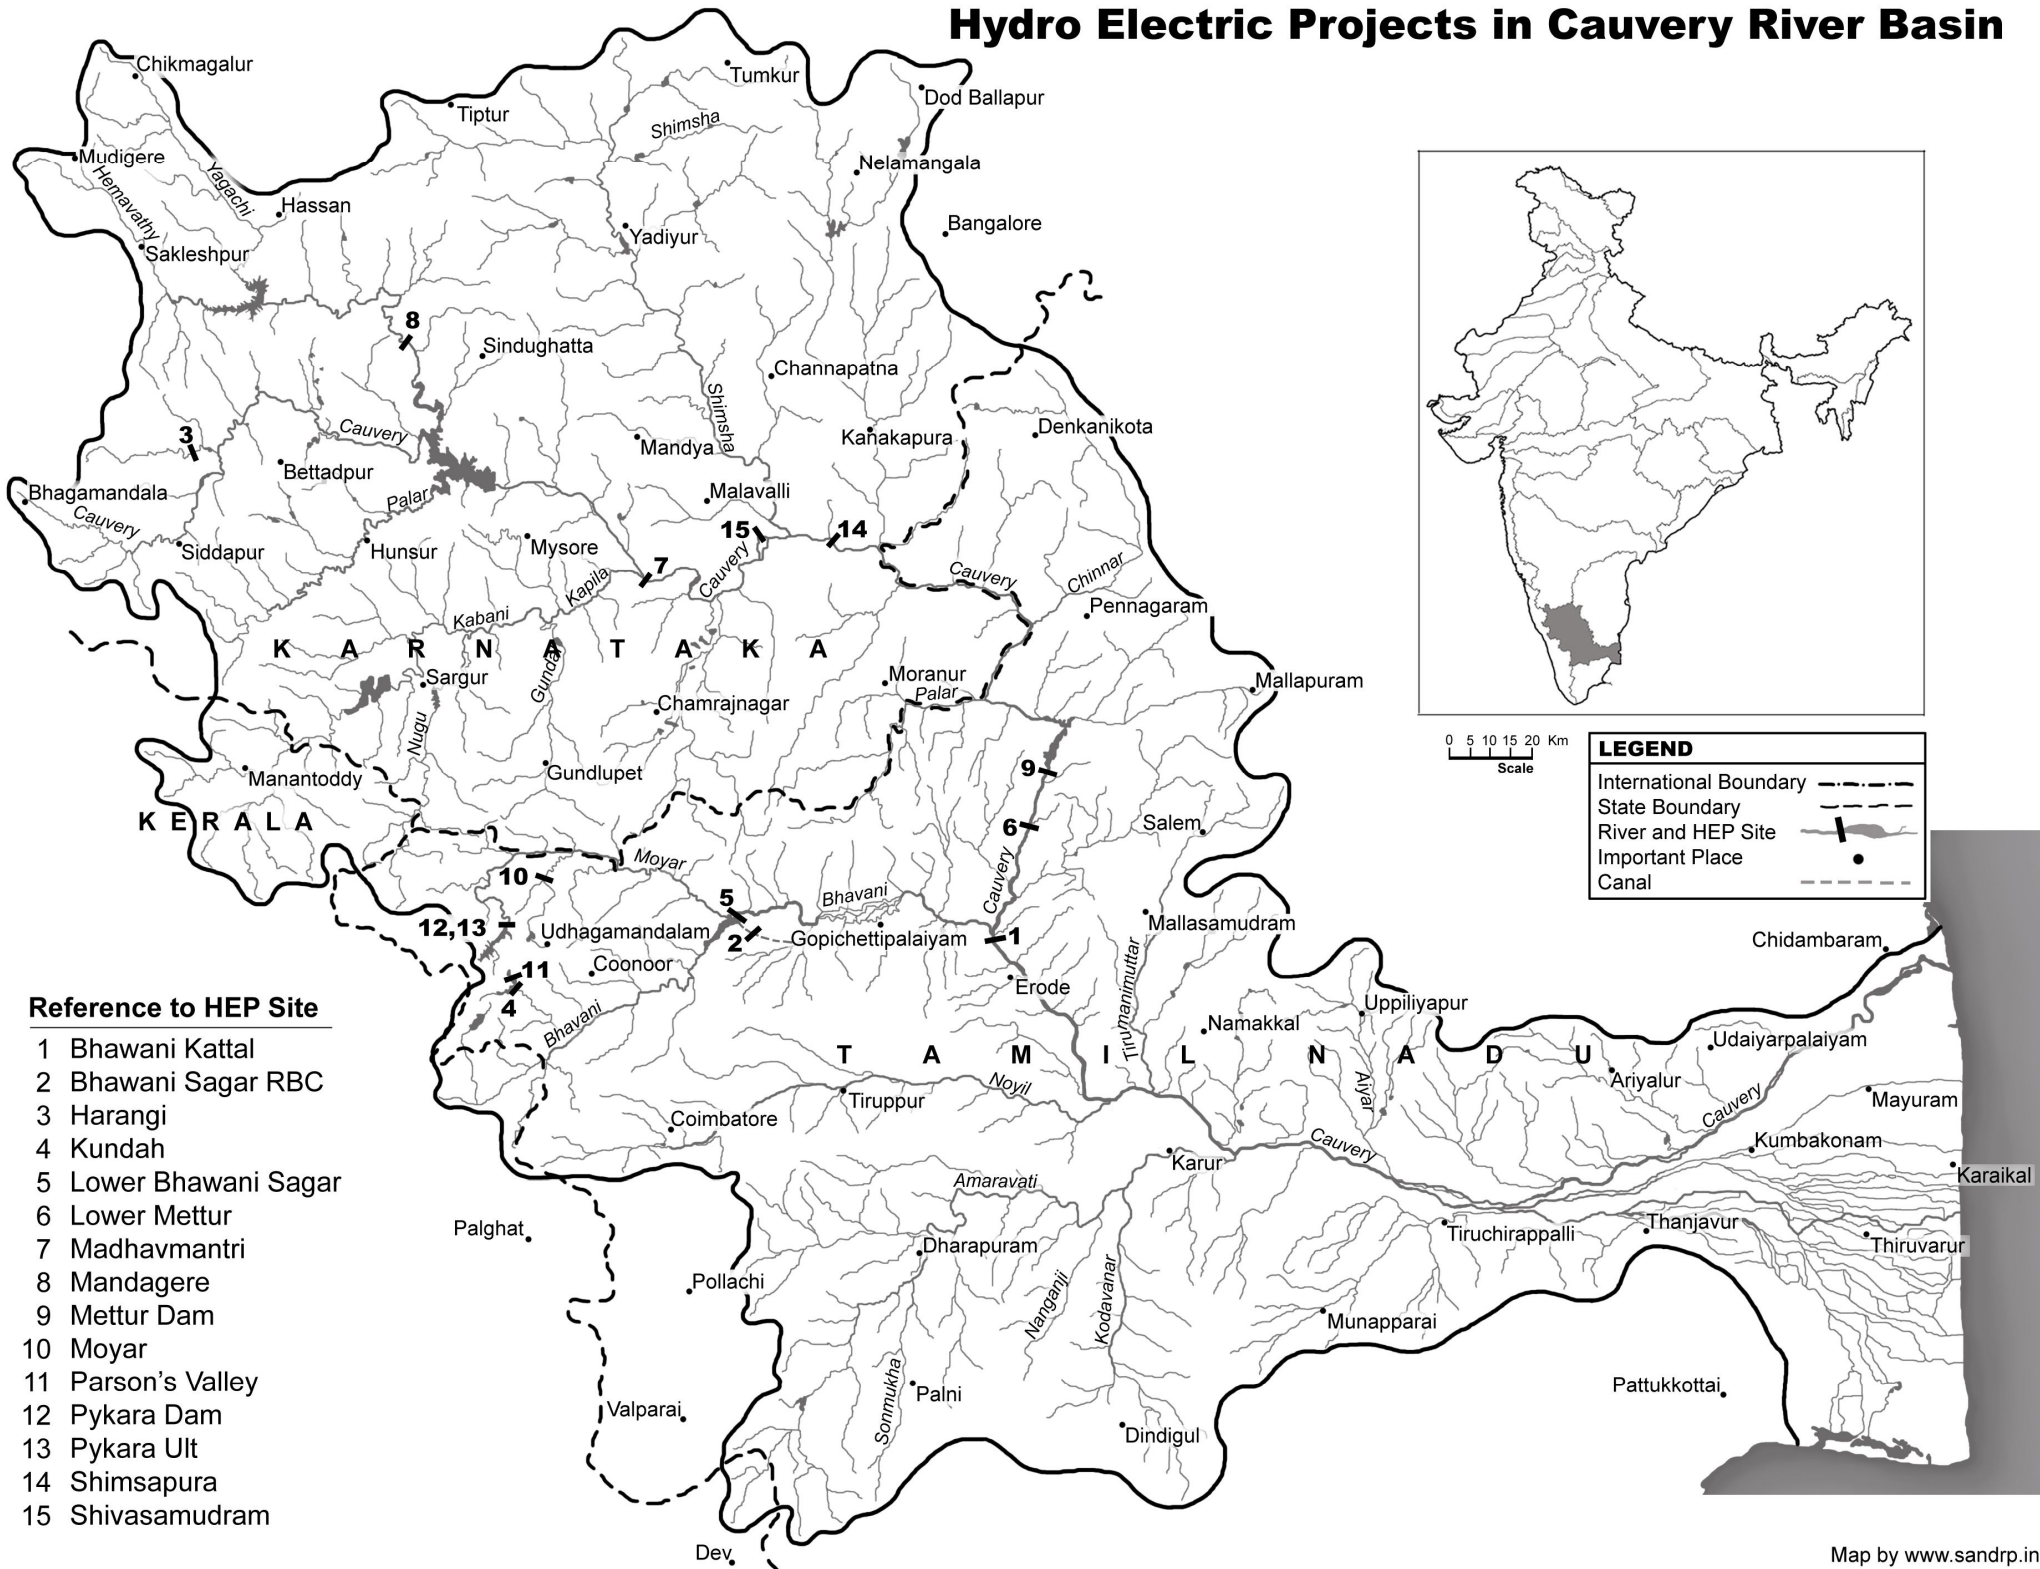 Hydro Electric Projects in Cauvery River Basin
Chikmagalur
Tumkur
Tiptur
Dod Ballapur
Shimsha
Mudigere
Hemavathy
Yagachi
Nelamangala
Hassan
Bangalore
Sakleshpur
Yadiyur
8
Sindughatta
Channapatna
Shimsha
3
Cauvery
Mandya
Kanakapura
Denkanikota
Bettadpur
Bhagamandala
Cauvery
Palar
Malavalli
15
14
Siddapur
Hunsur
Mysore
7
Cauvery
Cauvery
Chinnar
Kapila
Kabani
Pennagaram
K A R N A T A K A
Sargur
Gundal
Moranur
Palar
Mallapuram
Chamrajnagar
Nugu
Manantoddy
Gundlupet
9
K E R A L A
6
Salem
Moyar
10
Cauvery
5
Bhavani
12,13
Udhagamandalam
2
Gopichettipalaiyam
1
Mallasamudram
Chidambaram
11
Coonoor
4
Erode
Tirumanimuttar
Bhavani
Namakkal
Uppiliyapur
Udaiyarpalaiyam
T A M I L N A D U
Noyil
Aiyar
Ariyalur
Tiruppur
Cauvery
Mayuram
Coimbatore
Cauvery
Kumbakonam
Karur
Karaikal
Amaravati
Palghat
Dharapuram
Tiruchirappalli
Thanjavur
Thiruvarur
Pollachi
Nanganji
Kodavanar
Munapparai
Sonmukha
Palni
Valparai
Pattukkottai
Dindigul
Dev
0 5 10 15 20 Km
Scale
LEGEND
International Boundary
State Boundary
River and HEP Site
Important Place
Canal
Reference to HEP Site
1 Bhawani Kattal
2 Bhawani Sagar RBC
3 Harangi
4 Kundah
5 Lower Bhawani Sagar
6 Lower Mettur
7 Madhavmantri
8 Mandagere
9 Mettur Dam
10 Moyar
11 Parson's Valley
12 Pykara Dam
13 Pykara Ult
14 Shimsapura
15 Shivasamudram
Map by www.sandrp.in